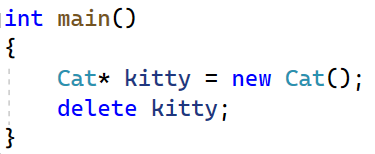 int main()
{
    Cat* kitty = new Cat();
    delete kitty;
}